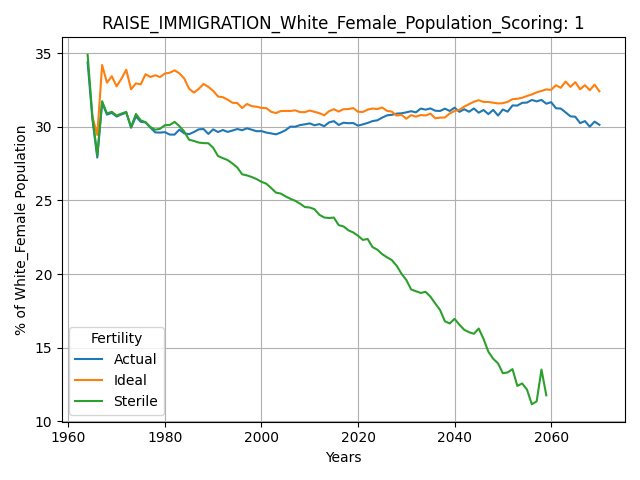 RAISE_IMMIGRATION_White_Female_Population_Scoring: 1
% of White_Female Population
35
30
25
20
15
10
Fertility
Actual
Ideal
Sterile
1960
1980
2000
2020
2040
2060
Years